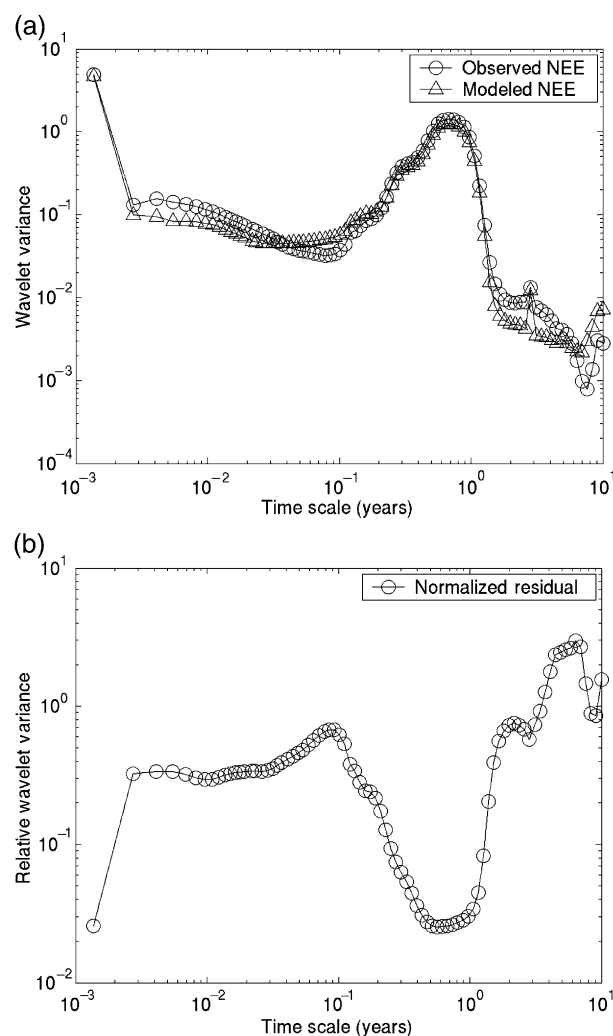 (a)
10^1
10^0
10^-1
10^-2
10^-3
10^-4
Wavelet variance
Observed NEE
Modeled NEE
10^-3 10^-2 10^-1 10^0 10^1
Time scale (years)
(b)
10^1
10^0
10^-1
10^-2
Relative wavelet variance
Normalized residual
10^-3 10^-2 10^-1 10^0 10^1
Time scale (years)